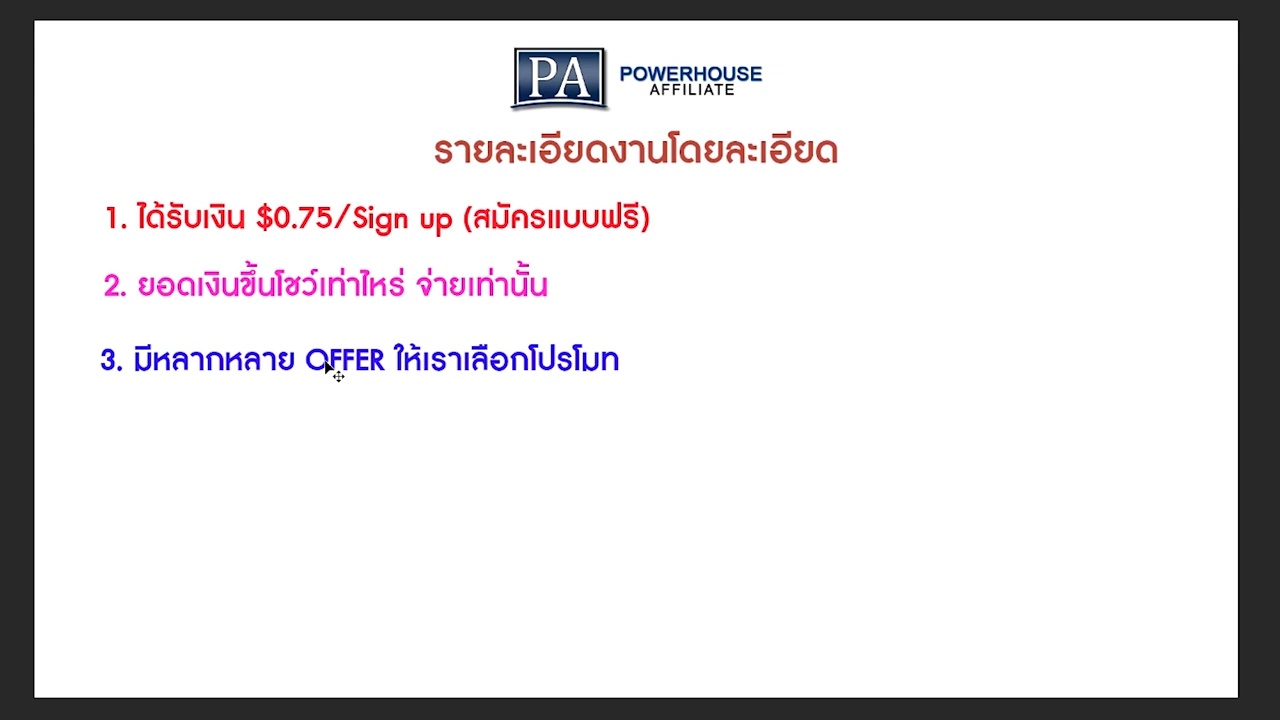 PA
POWERHOUSE
AFFILIATE
รายละเอียดงานโดยละเอียด
1. ได้รับเงิน $0.75/Sign up (สมัครแบบฟรี)
2. ยอดเงินขึ้นโชว์เท่าไหร่ จ่ายเท่านั้น
3. มีหลากหลาย OFFER ให้เราเลือกโปรโมท